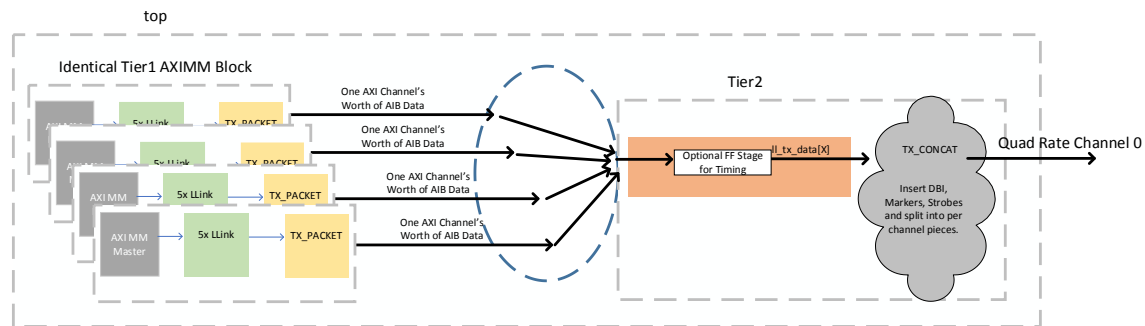 top
Identical Tier1 AXIMM Block
5x LLink
TX_PACKET
5x LLink
TX_PACKET
AXI MM
5x LLink
TX_PACKET
AXI MM
Master
5x LLink
TX_PACKET
One AXI Channel's
Worth of AIB Data
One AXI Channel's
Worth of AIB Data
One AXI Channel's
Worth of AIB Data
One AXI Channel's
Worth of AIB Data
Tier2
Optional FF Stage
for Timing
ll_tx_data[X]
TX_CONCAT
Insert DBI,
Markers, Strobes
and split into per
channel pieces.
Quad Rate Channel 0